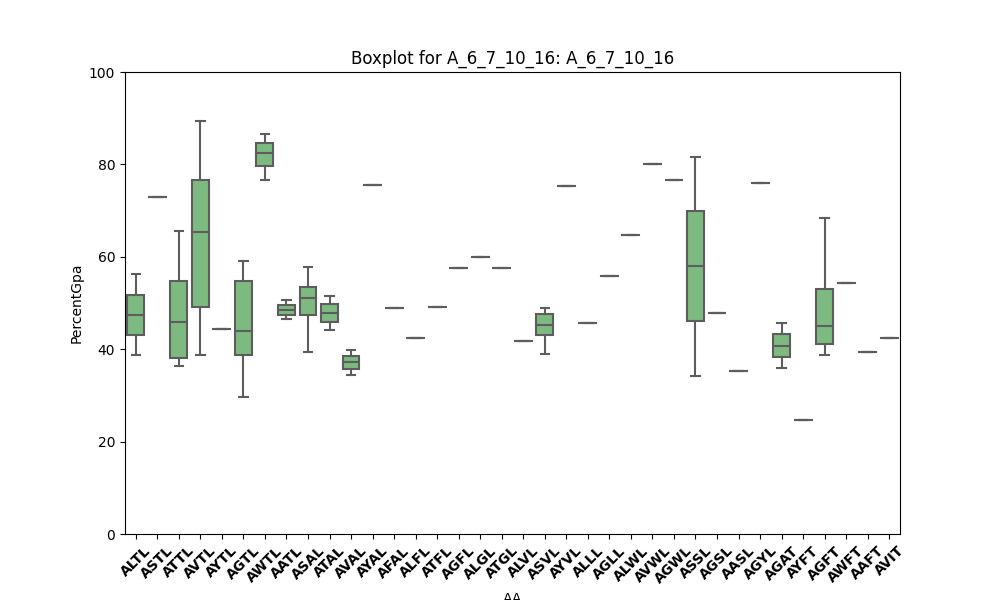 Boxplot for A_6_7_10_16: A_6_7_10_16
100
80
60
40
20
0
PercentGpa
ALTL ASTL ATTL AVTL AYTL AGTL AWTL AATL ASAL ATAL AVAL AYAL AFAL ALFL ATFL AGFL ALGL ATGL ALVL ASVL AYVL ALLL AGLL ALWL AVWL AGWL ASSL AGSL AASL AGYL AGAT AYFT AGFT AWFT AAFT AVIT
AA